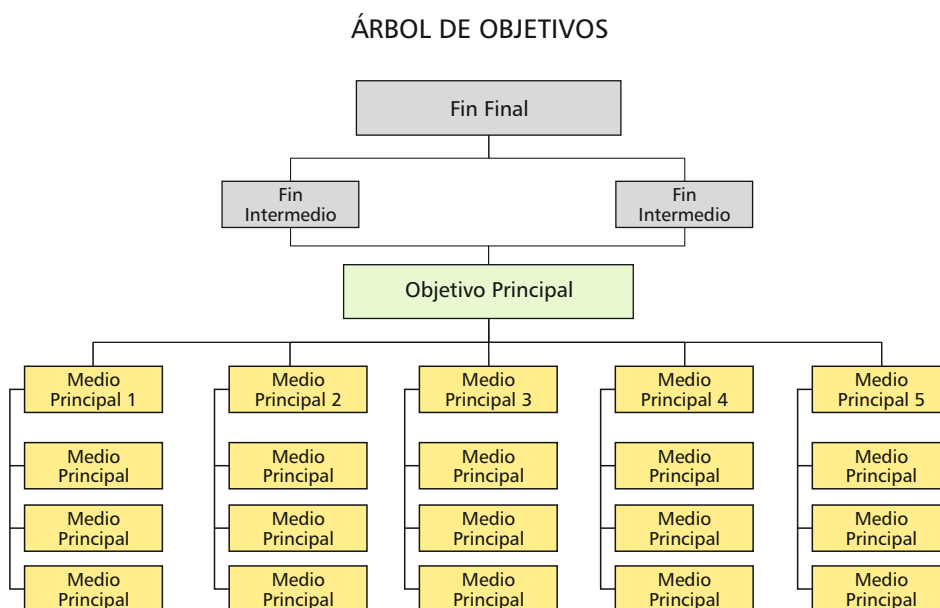 ÁRBOL DE OBJETIVOS
Fin Final
Fin
Intermedio
Fin
Intermedio
Objetivo Principal
Medio
Principal 1
Medio
Principal 2
Medio
Principal 3
Medio
Principal 4
Medio
Principal 5
Medio
Principal
Medio
Principal
Medio
Principal
Medio
Principal
Medio
Principal
Medio
Principal
Medio
Principal
Medio
Principal
Medio
Principal
Medio
Principal
Medio
Principal
Medio
Principal
Medio
Principal
Medio
Principal
Medio
Principal